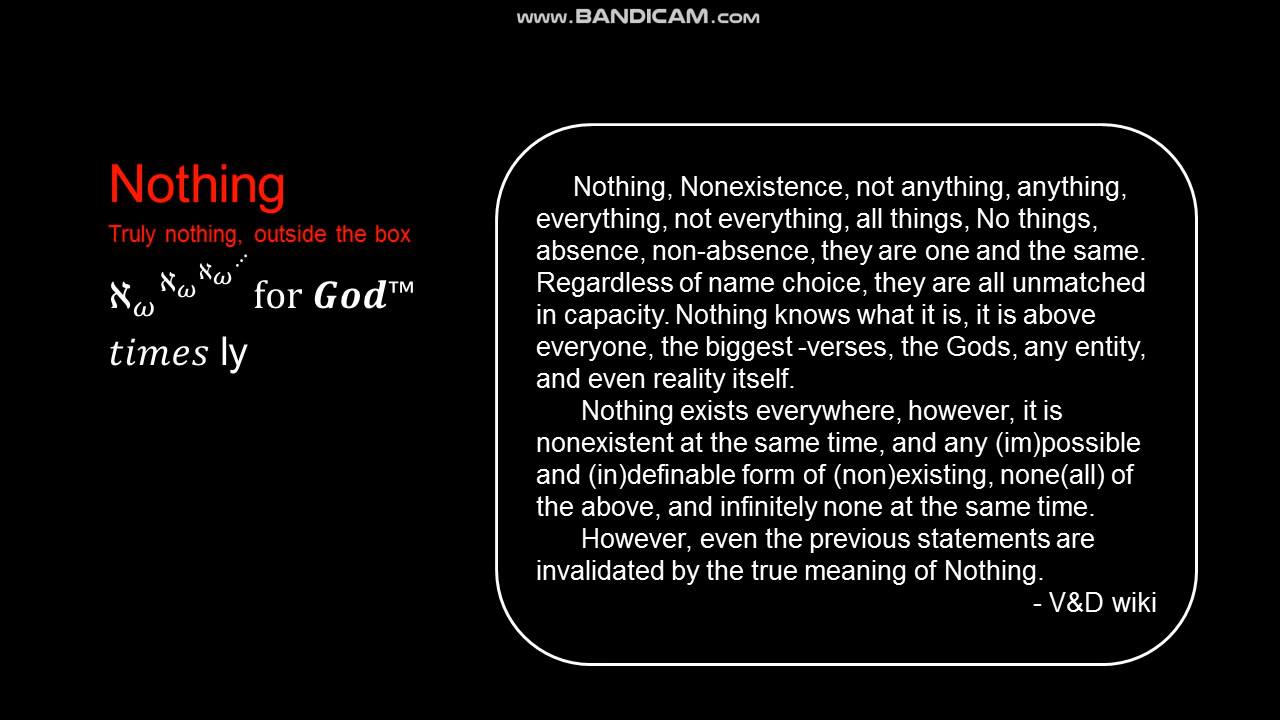 www.BANDICAM.com
Nothing
Truly nothing, outside the box
ℵ_ω^ℵ_ω^ℵ_ω^⋰ for God™
times ly
Nothing, Nonexistence, not anything, anything,
everything, not everything, all things, No things,
absence, non-absence, they are one and the same.
Regardless of name choice, they are all unmatched
in capacity. Nothing knows what it is, it is above
everyone, the biggest -verses, the Gods, any entity,
and even reality itself.
Nothing exists everywhere, however, it is
nonexistent at the same time, and any (im)possible
and (in)definable form of (non)existing, none(all) of
the above, and infinitely none at the same time.
However, even the previous statements are
invalidated by the true meaning of Nothing.
- V&D wiki